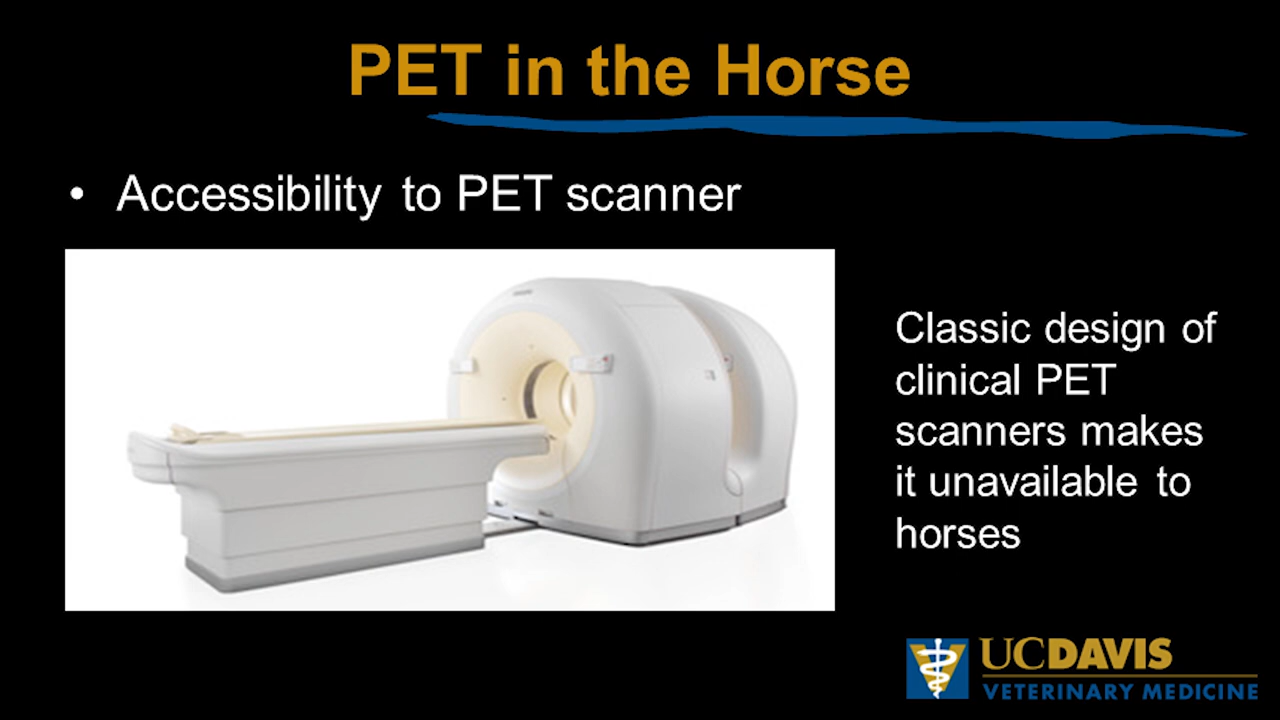 PET in the Horse
• Accessibility to PET scanner
Classic design of
clinical PET
scanners makes
it unavailable to
horses
UCDAVIS
VETERINARY MEDICINE